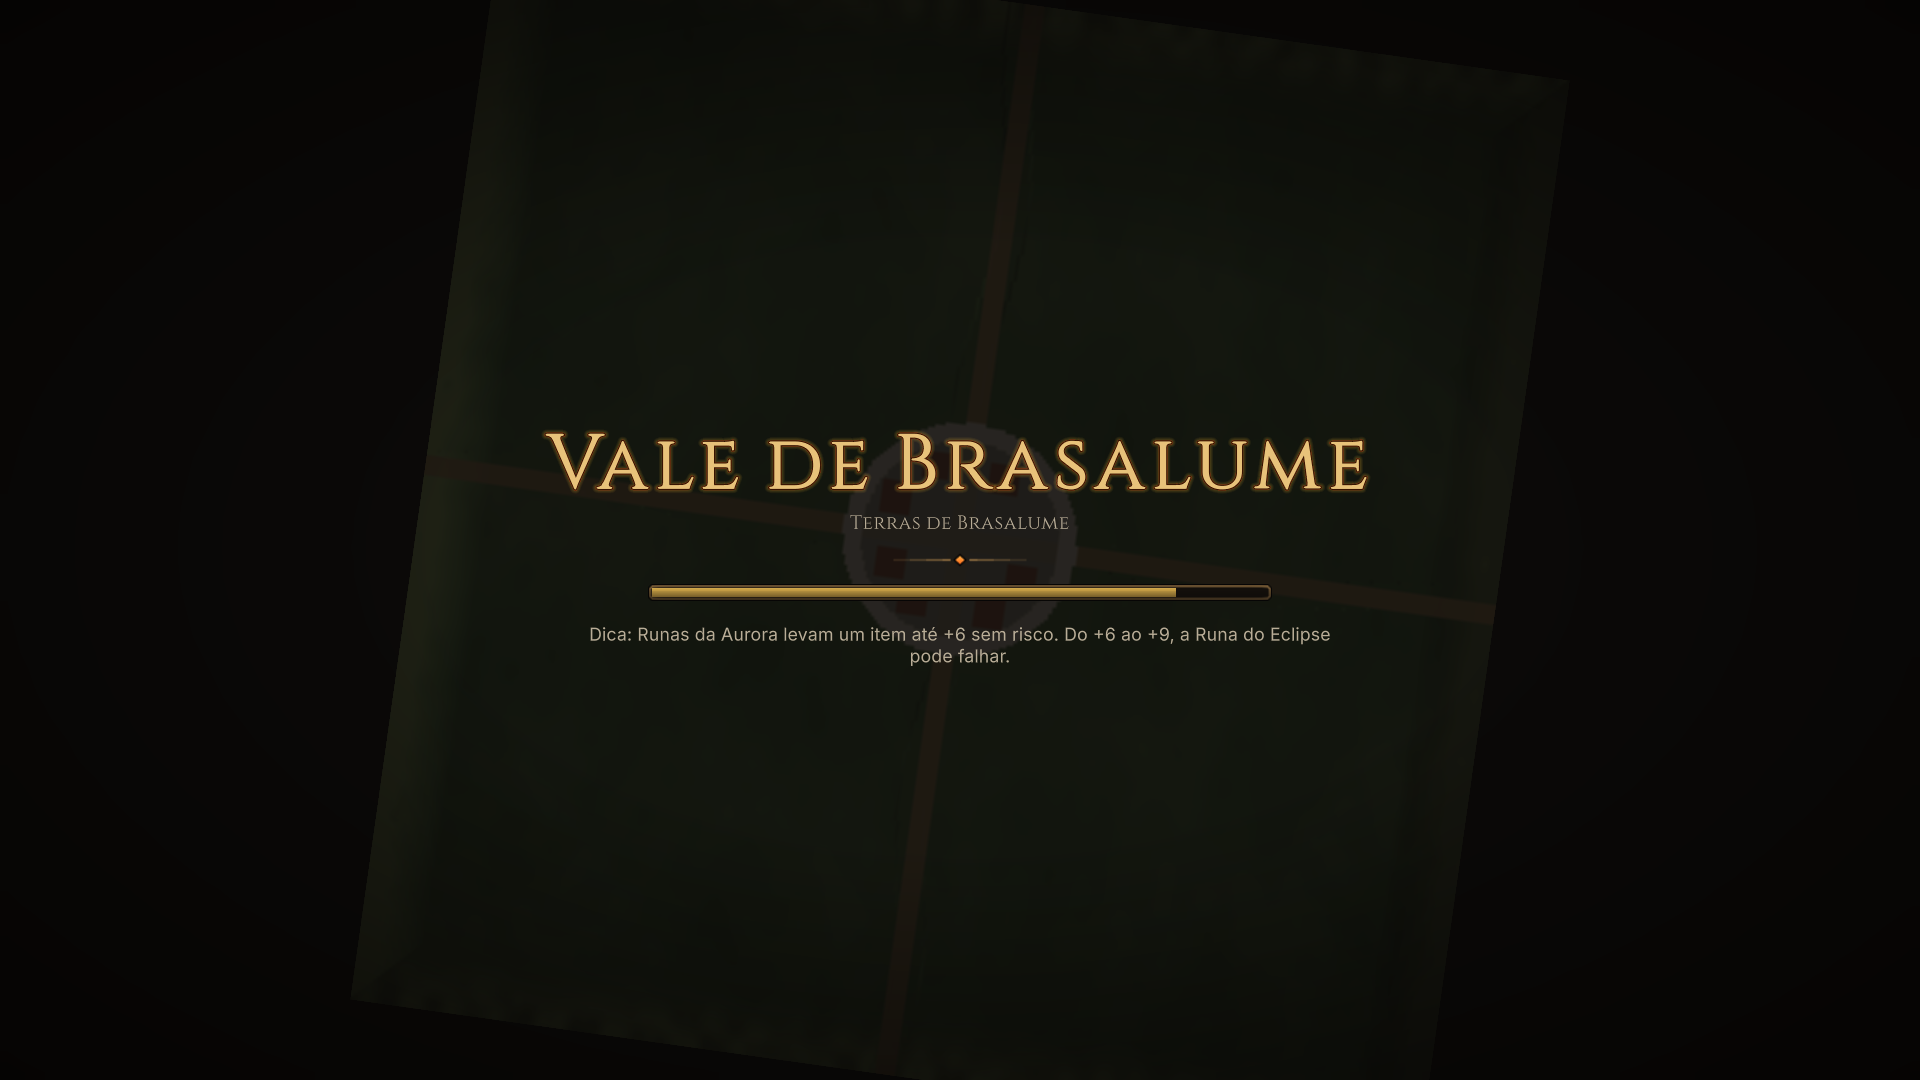 Vale de Brasalume
Terras de Brasalume
Dica: Runas da Aurora levam um item até +6 sem risco. Do +6 ao +9, a Runa do Eclipse
pode falhar.